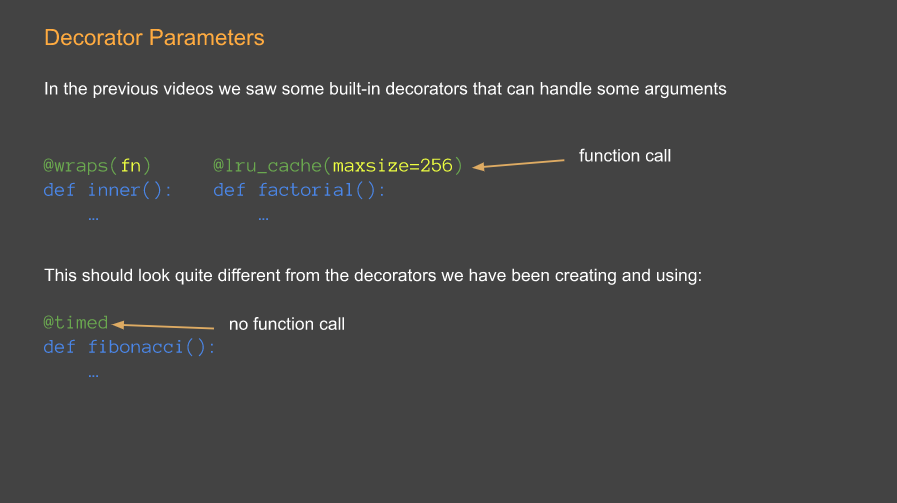 Decorator Parameters
In the previous videos we saw some built-in decorators that can handle some arguments
@wraps(fn) @lru_cache(maxsize=256) function call
def inner(): def factorial():
… …
This should look quite different from the decorators we have been creating and using:
@timed no function call
def fibonacci():
…